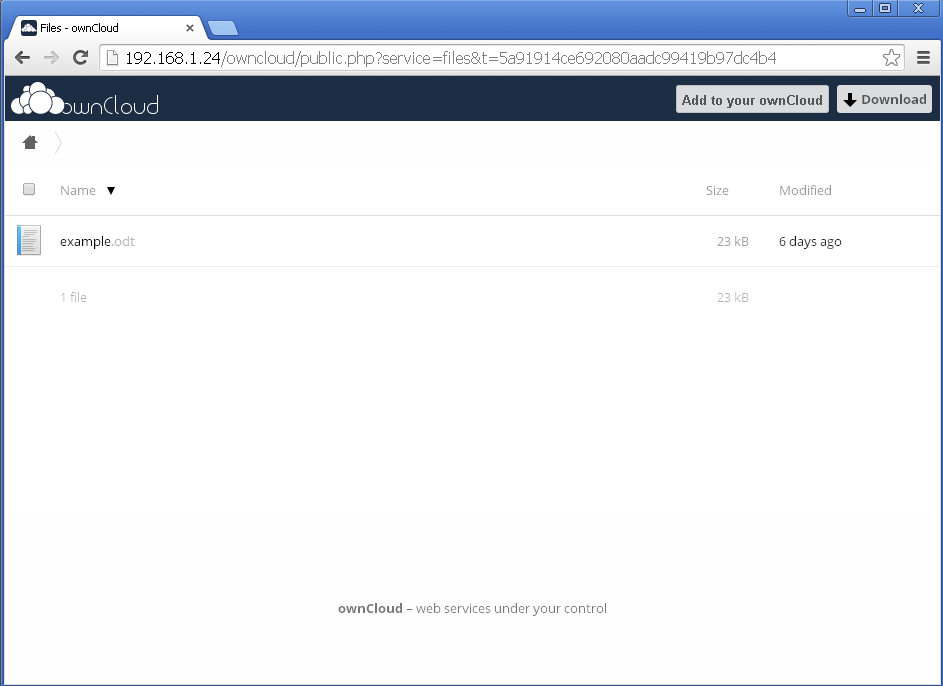 Files - ownCloud
192.168.1.24/owncloud/public.php?service=files&t=5a91914ce692080aadc99419b97dc4b4
ownCloud
Add to your ownCloud
Download
Name
Size
Modified
example.odt
23 kB
6 days ago
1 file
23 kB
ownCloud – web services under your control